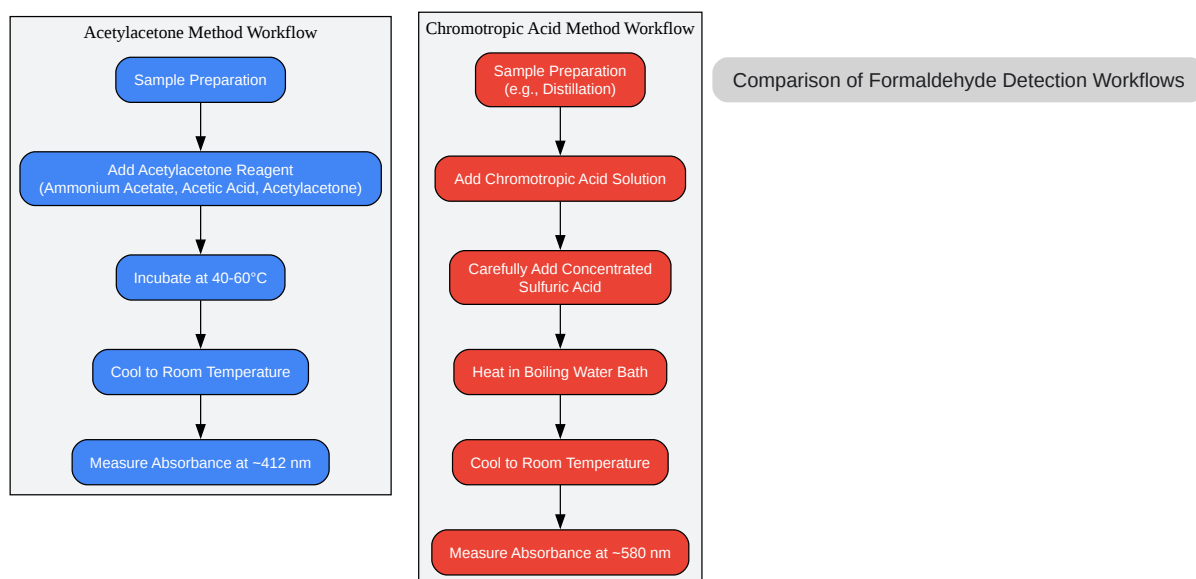 Acetylacetone Method Workflow
Sample Preparation
Add Acetylacetone Reagent
(Ammonium Acetate, Acetic Acid, Acetylacetone)
Incubate at 40-60°C
Cool to Room Temperature
Measure Absorbance at ~412 nm
Chromotropic Acid Method Workflow
Sample Preparation
(e.g., Distillation)
Add Chromotropic Acid Solution
Carefully Add Concentrated
Sulfuric Acid
Heat in Boiling Water Bath
Cool to Room Temperature
Measure Absorbance at ~580 nm
Comparison of Formaldehyde Detection Workflows